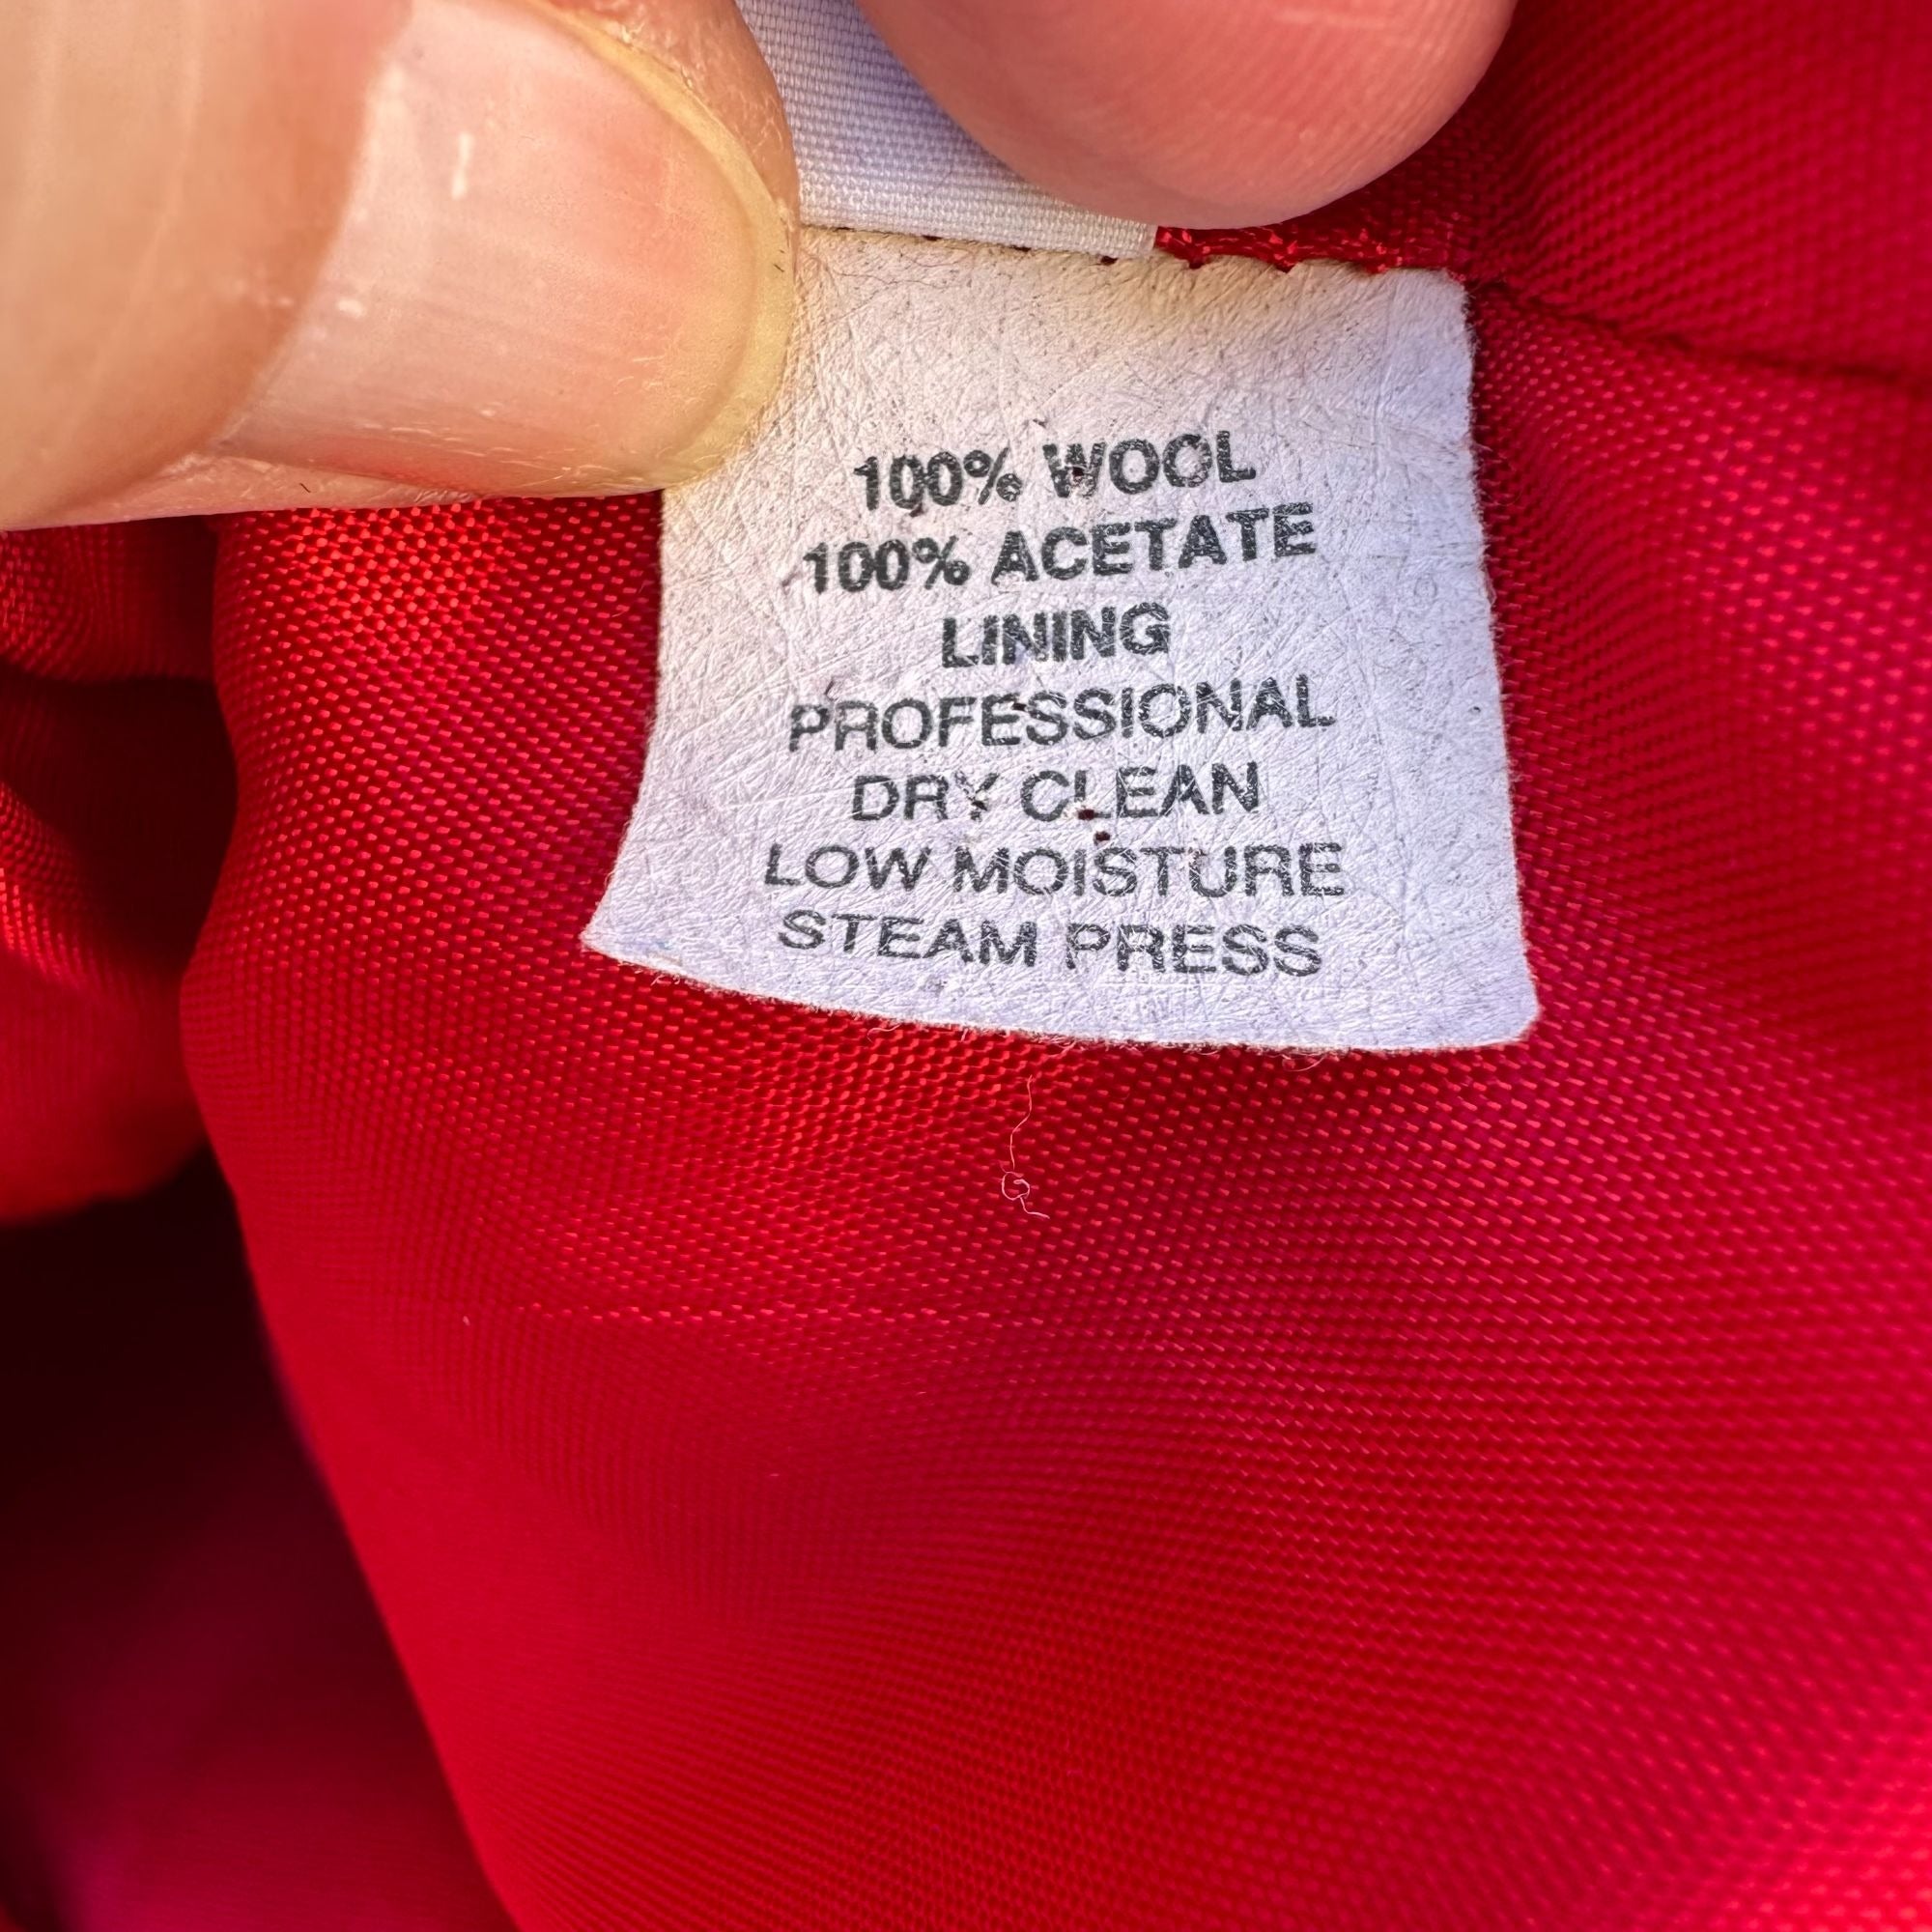 100% WOOL
100% ACETATE
LINING
PROFESSIONAL
DRY CLEAN
LOW MOISTURE
STEAM PRESS